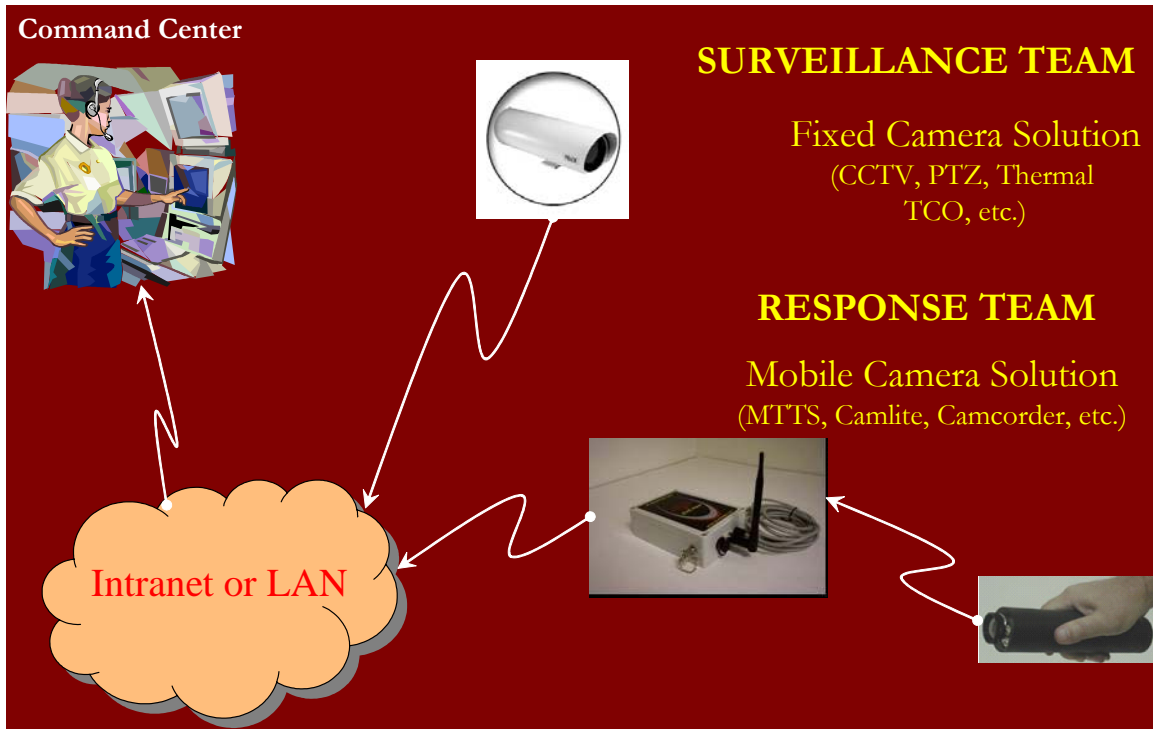 Command Center
SURVEILLANCE TEAM
Fixed Camera Solution
(CCTV, PTZ, Thermal
TCO, etc.)
RESPONSE TEAM
Mobile Camera Solution
(MTTS, Camlite, Camcorder, etc.)
Intranet or LAN